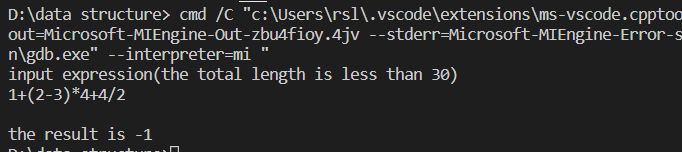 D:\data structure> cmd /C "c:\Users\rsl\.vscode\extensions\ms-vscode.cpptoo
out=Microsoft-MIEngine-Out-zbu4fioy.4jv --stderr=Microsoft-MIEngine-Error-s
n\gdb.exe" --interpreter=mi "
input expression(the total length is less than 30)
1+(2-3)*4+4/2
the result is -1
D:\data structure>